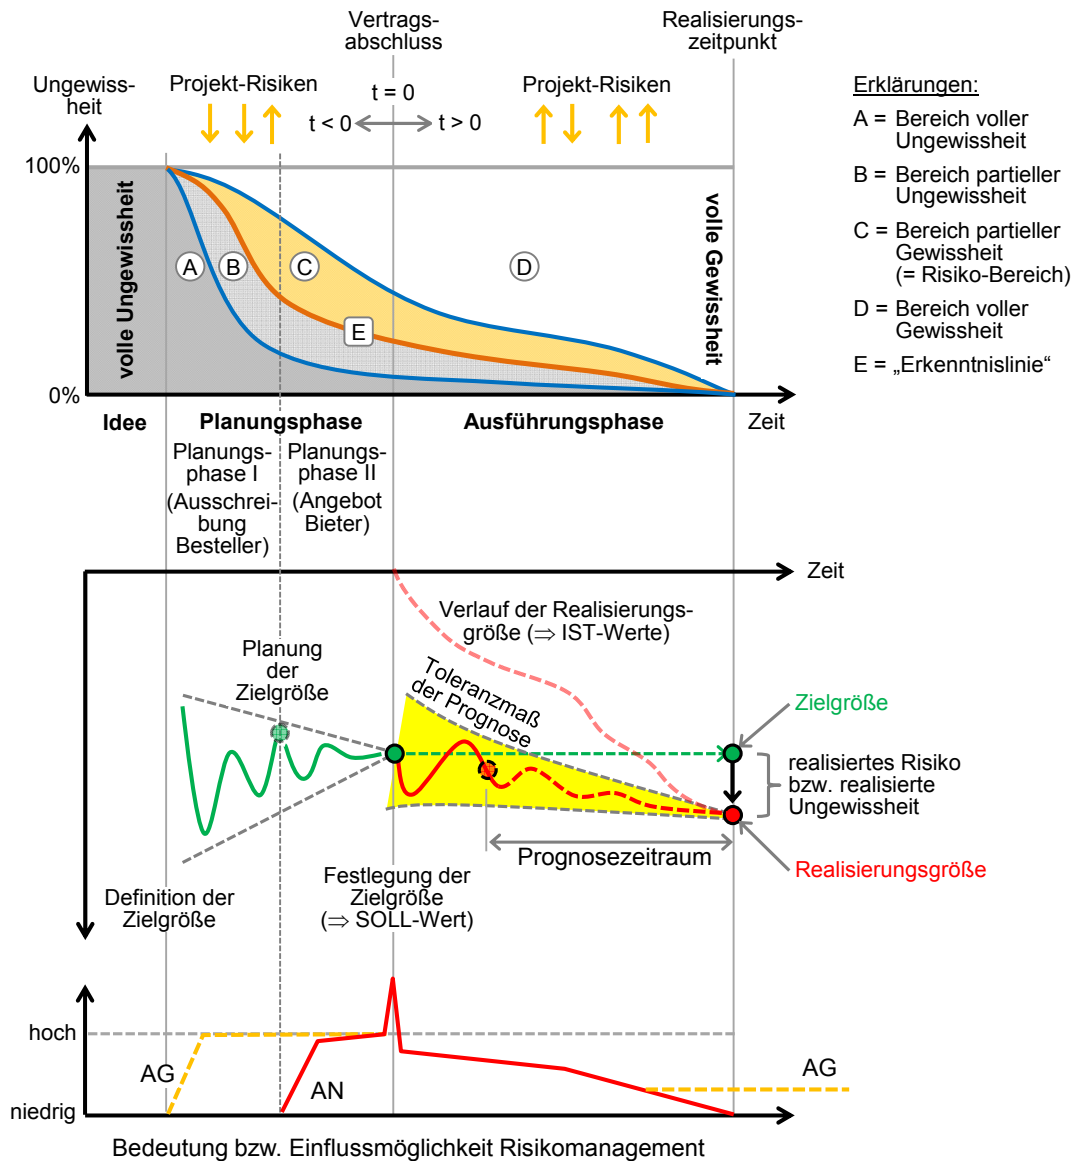 Vertrags-
abschluss
Realisierungs-
zeitpunkt
Ungewiss-
heit
Projekt-Risiken
t = 0
t < 0
t > 0
Projekt-Risiken
Erklärungen:
A = Bereich voller
Ungewissheit
B = Bereich partieller
Ungewissheit
C = Bereich partieller
Gewissheit
(= Risiko-Bereich)
D = Bereich voller
Gewissheit
E = „Erkenntnislinie“
100%
0%
volle Ungewissheit
A
B
C
D
E
volle Gewissheit
Idee
Planungsphase
Ausführungsphase
Zeit
Planungs-
phase I
(Ausschrei-
bung
Besteller)
Planungs-
phase II
(Angebot
Bieter)
Zeit
Verlauf der Realisierungs-
größe (⇒ IST-Werte)
Planung
der
Zielgröße
Toleranzmaß
der Prognose
Zielgröße
realisiertes Risiko
bzw. realisierte
Ungewissheit
Prognosezeitraum
Realisierungsgröße
Definition der
Zielgröße
Festlegung der
Zielgröße
(⇒ SOLL-Wert)
hoch
niedrig
AG
AN
AG
Bedeutung bzw. Einflussmöglichkeit Risikomanagement